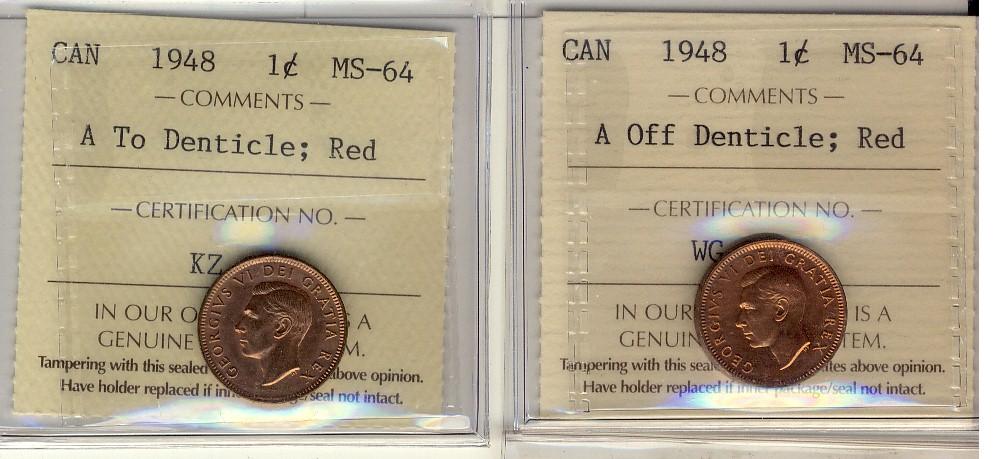 CAN 1948 1¢ MS-64
— COMMENTS —
A To Denticle; Red
— CERTIFICATION NO. —
KZ
IN OUR O A
GENUINE M.
Tampering with this sealed above opinion.
Have holder replaced if inn seal not intact.
GEORGIVS VI DEI GRATIA REX
CAN 1948 1¢ MS-64
— COMMENTS —
A Off Denticle; Red
— CERTIFICATION NO. —
WG
IN OUR IS A
GENUIN TEM.
Tampering with this seal tes above opinion.
Have holder replaced if inner package/seal not intact.
GEORGIVS VI DEI GRATIA REX